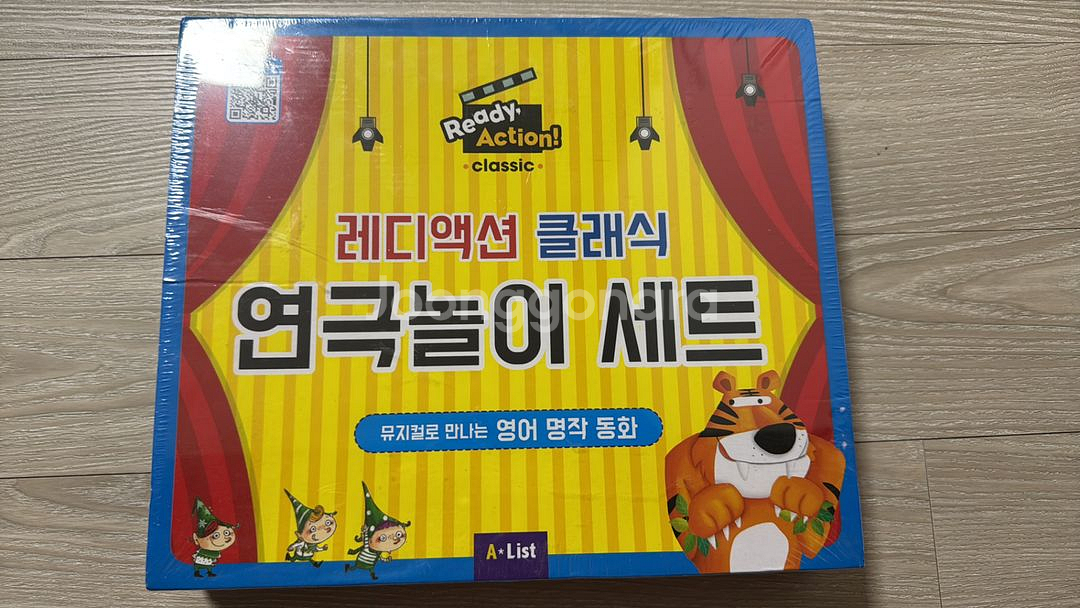 Ready,
Action!
classic
레디액션 클래식
연극놀이 세트
Joonggonara
뮤지컬로 만나는 영어 명작 동화
A★List